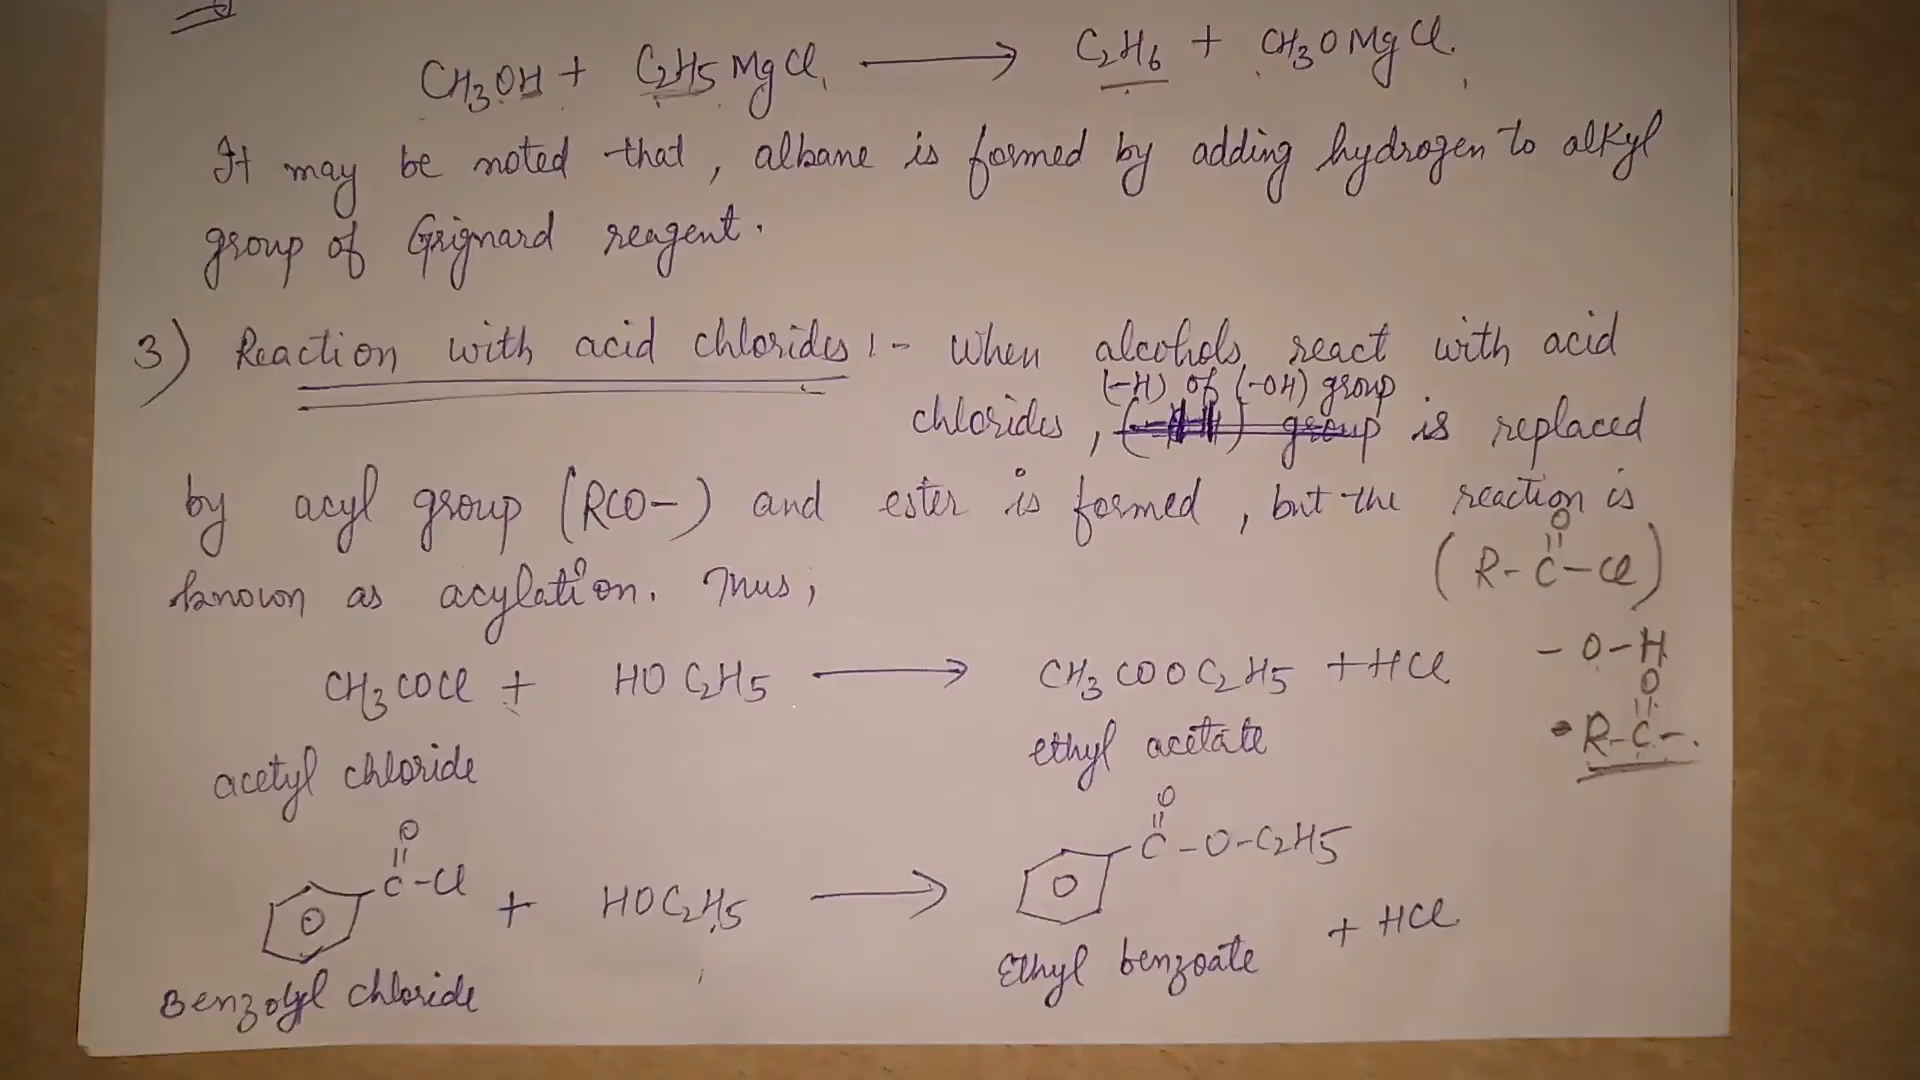 CH3OH + C2H5MgCl, ⟶ C2H6 + CH3OMgCl.
It may be noted that, alkane is formed by adding hydrogen to alkyl
group of Grignard reagent.
3) Reaction with acid chlorides :- When alcohols react with acid
(-H) of (-OH) group
chlorides, group is replaced
by acyl group (RCO-) and ester is formed, but the reaction is
known as acylation. Thus,
O
||
(R-C-Cl)
-O-H
CH3COCl + HOC2H5 ⟶ CH3COOC2H5 + HCl
O
||
R-C-.
acetyl chloride ethyl acetate
O O
|| ||
C-Cl + HOC2H5 ⟶ C-O-C2H5
+ HCl
Benzoyl chloride Ethyl benzoate